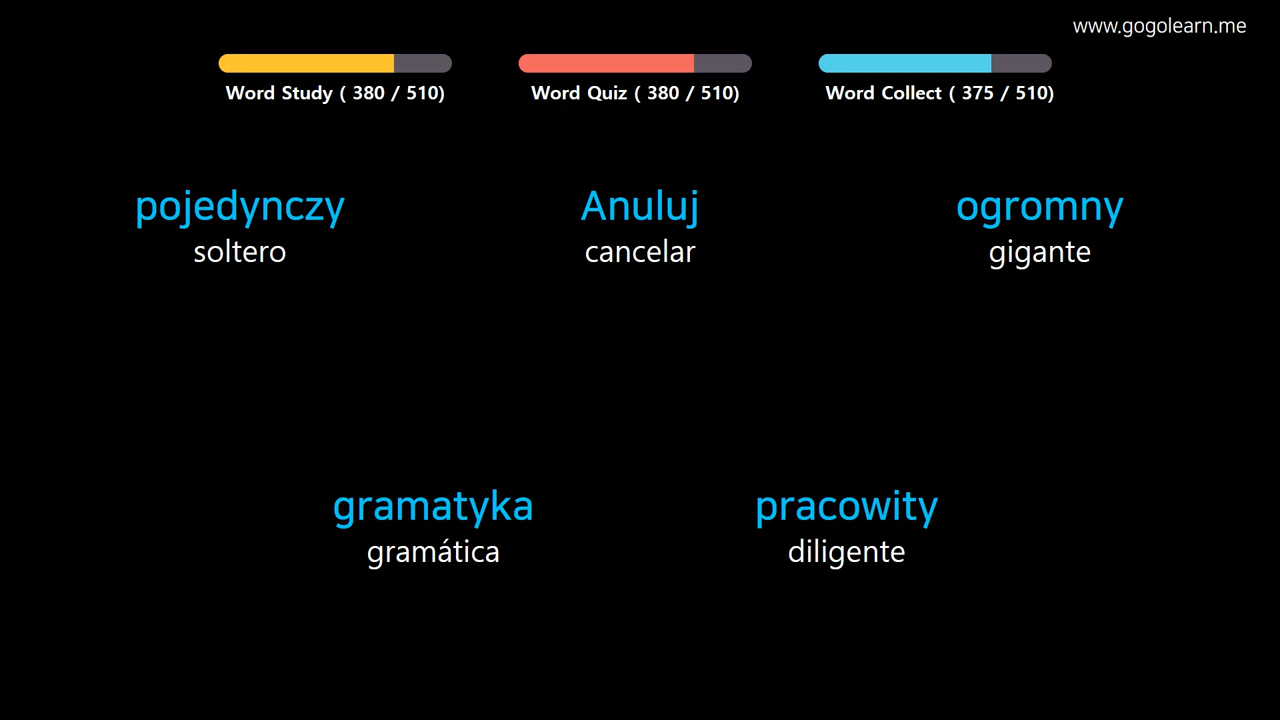 www.gogolearn.me
Word Study ( 380 / 510)
Word Quiz ( 380 / 510)
Word Collect ( 375 / 510)
pojedynczy
soltero
Anuluj
cancelar
ogromny
gigante
gramatyka
gramática
pracowity
diligente